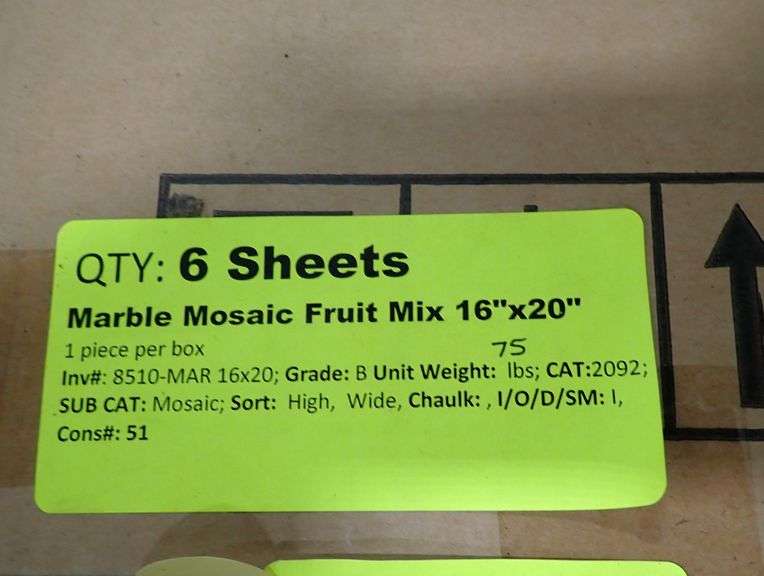 QTY: 6 Sheets
Marble Mosaic Fruit Mix 16"x20"
1 piece per box
75
Inv#: 8510-MAR 16x20; Grade: B Unit Weight: lbs; CAT:2092;
SUB CAT: Mosaic; Sort: High, Wide, Chaulk: , I/O/D/SM: I,
Cons#: 51